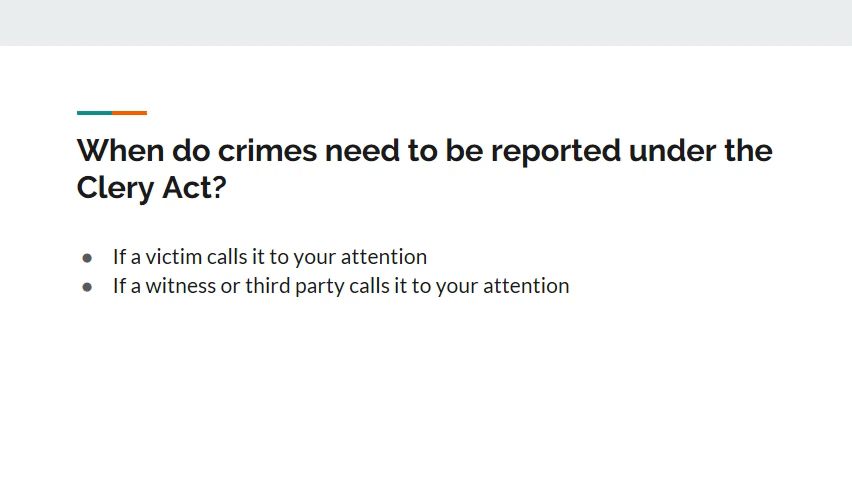 When do crimes need to be reported under the
Clery Act?
● If a victim calls it to your attention
● If a witness or third party calls it to your attention